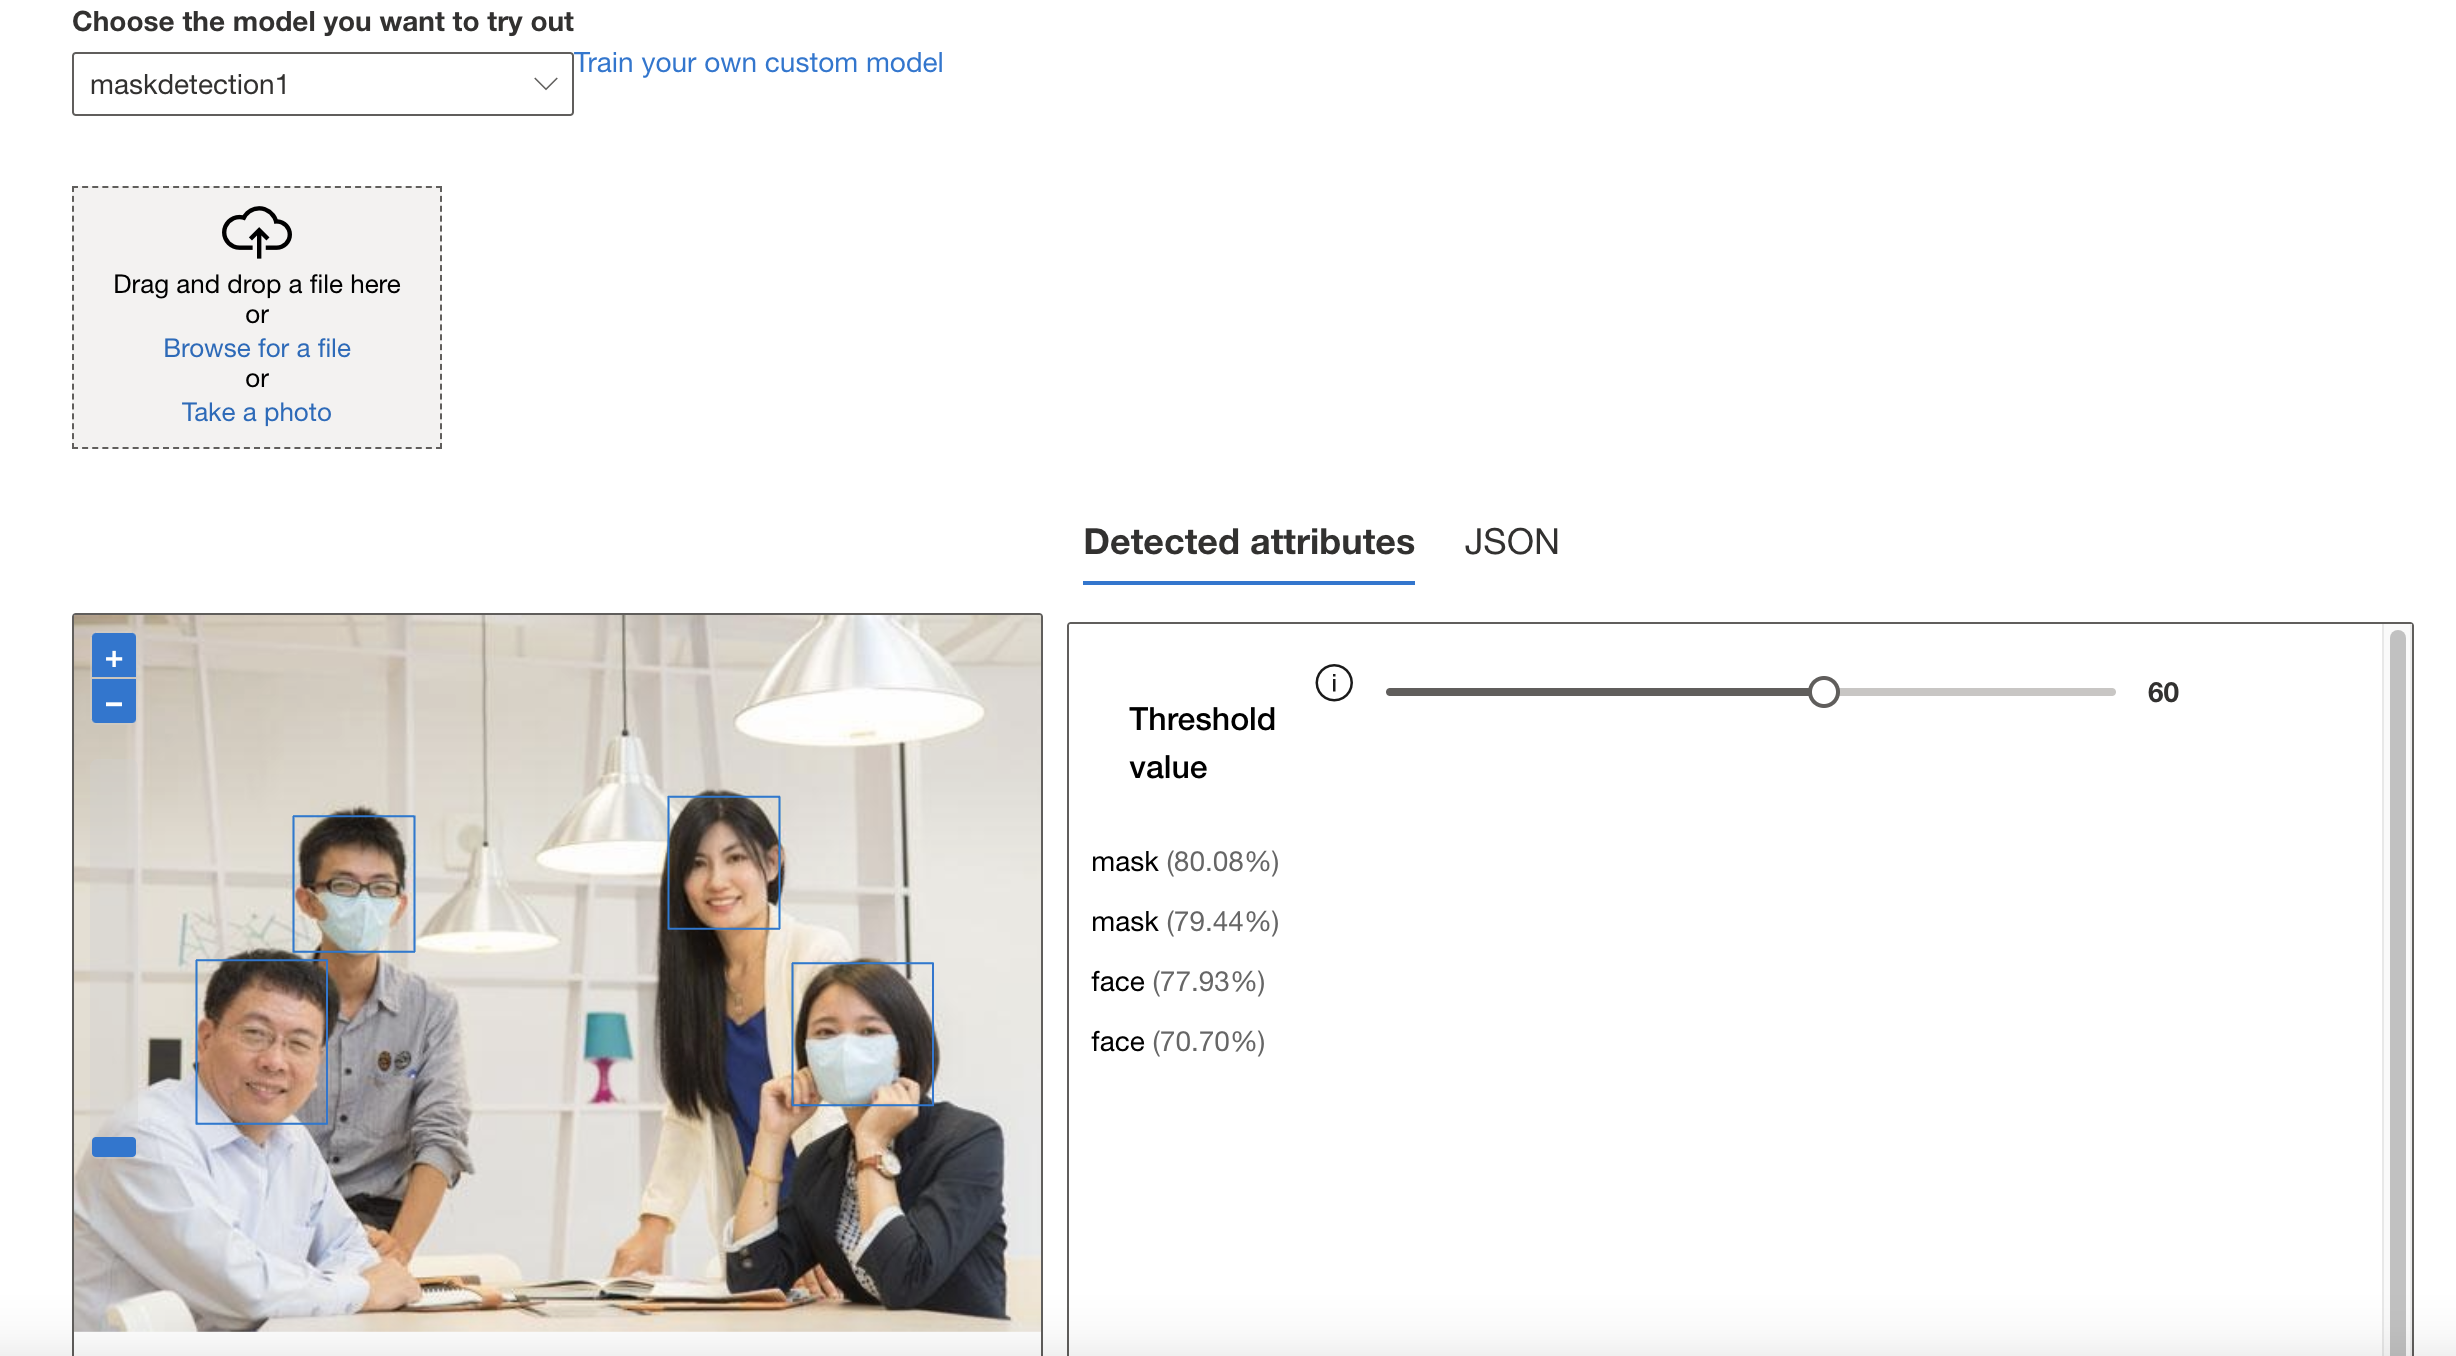 Choose the model you want to try out
maskdetection1
Train your own custom model
Drag and drop a file here
or
Browse for a file
or
Take a photo
Detected attributes
JSON
+
−
Threshold
value
i
60
mask (80.08%)
mask (79.44%)
face (77.93%)
face (70.70%)